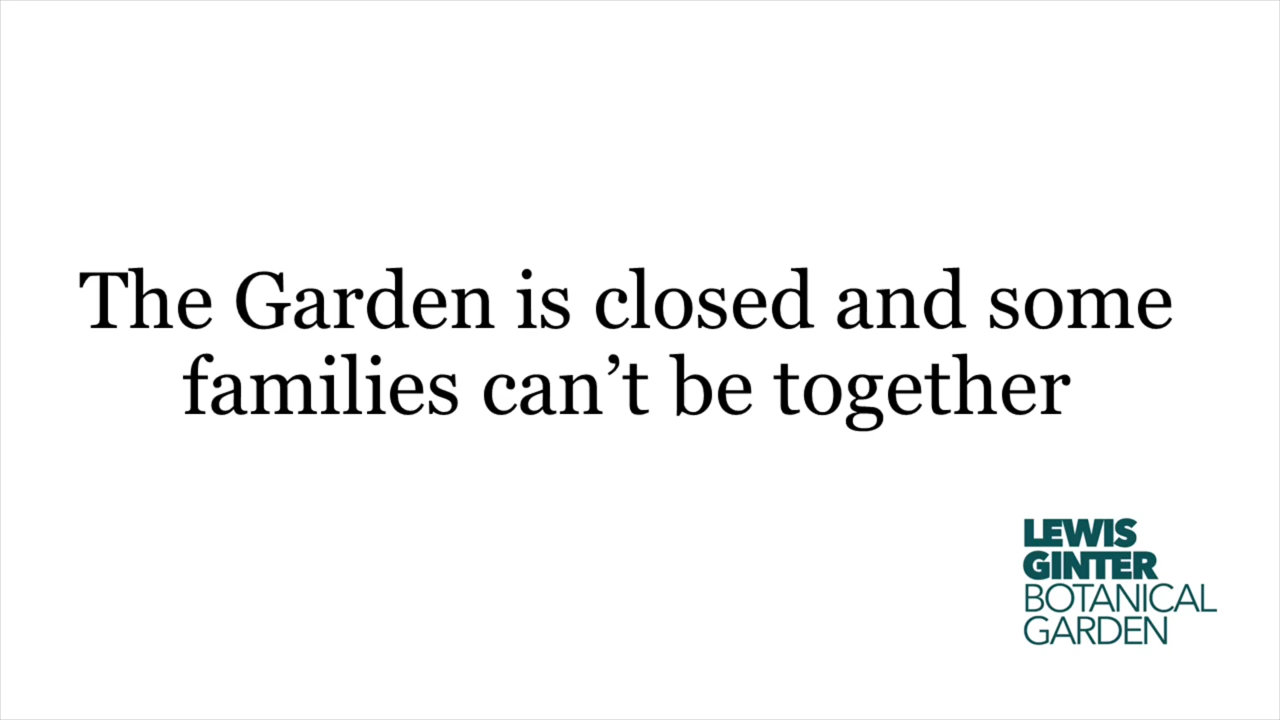 The Garden is closed and some
families can’t be together
LEWIS
GINTER
BOTANICAL
GARDEN